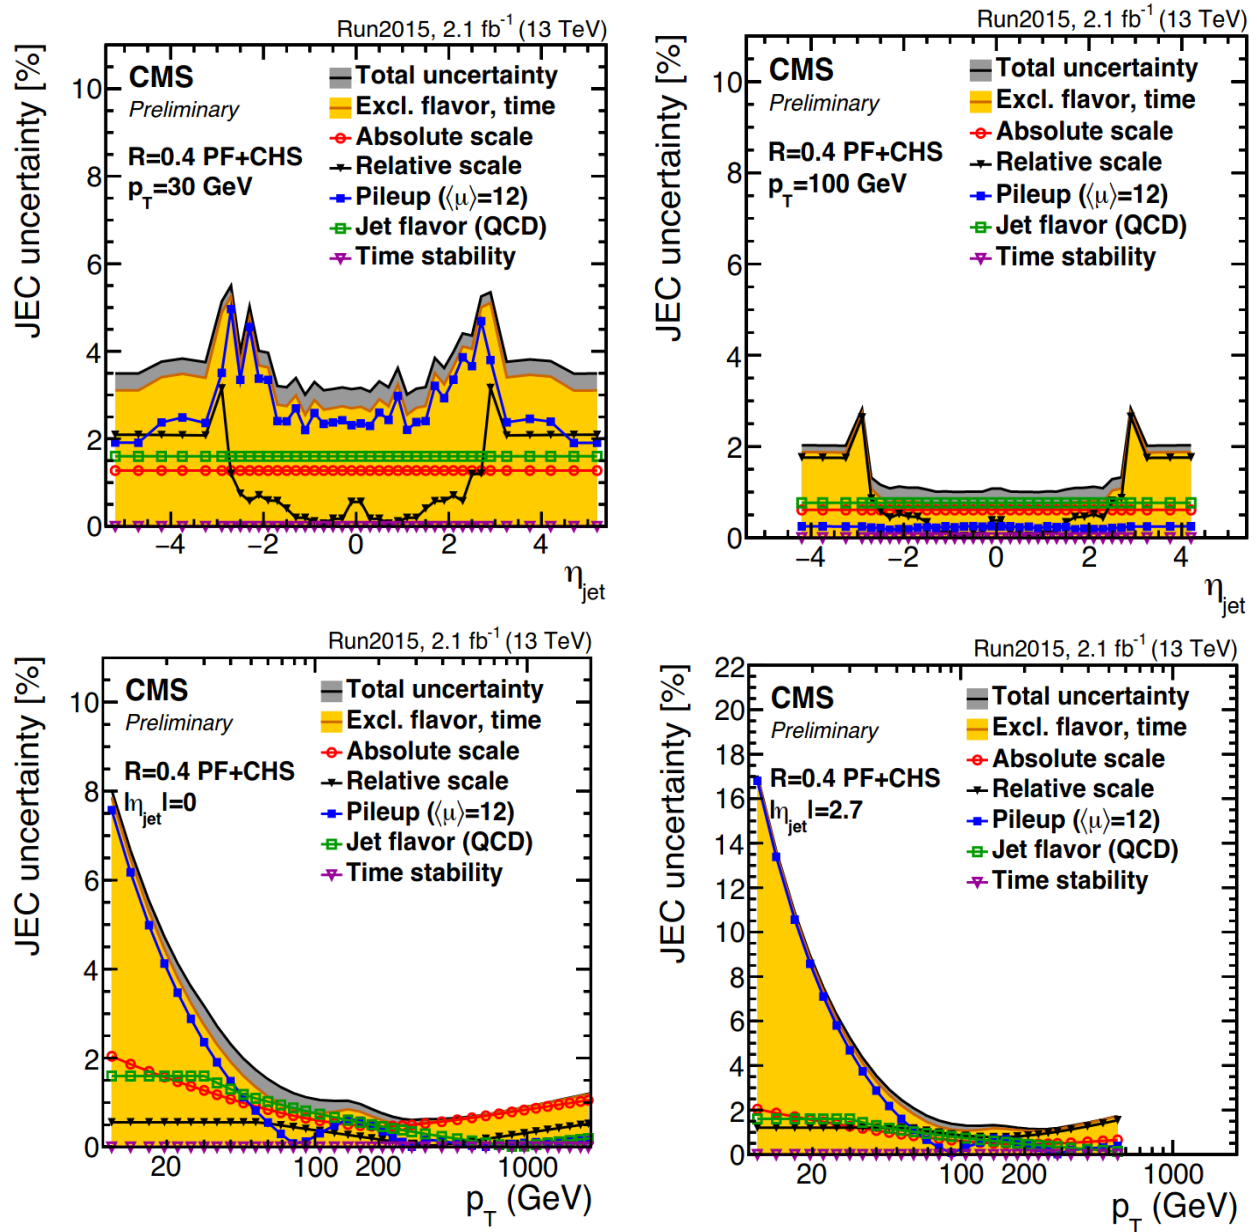 Run2015, 2.1 fb⁻¹ (13 TeV)
JEC uncertainty [%]
CMS
Preliminary
R=0.4 PF+CHS
p_T=30 GeV
Total uncertainty
Excl. flavor, time
Absolute scale
Relative scale
Pileup (⟨μ⟩=12)
Jet flavor (QCD)
Time stability
10
8
6
4
2
0
−4 −2 0 2 4
η_jet
Run2015, 2.1 fb⁻¹ (13 TeV)
JEC uncertainty [%]
CMS
Preliminary
R=0.4 PF+CHS
p_T=100 GeV
Total uncertainty
Excl. flavor, time
Absolute scale
Relative scale
Pileup (⟨μ⟩=12)
Jet flavor (QCD)
Time stability
10
8
6
4
2
0
−4 −2 0 2 4
η_jet
Run2015, 2.1 fb⁻¹ (13 TeV)
JEC uncertainty [%]
CMS
Preliminary
R=0.4 PF+CHS
|η_jet|=0
Total uncertainty
Excl. flavor, time
Absolute scale
Relative scale
Pileup (⟨μ⟩=12)
Jet flavor (QCD)
Time stability
10
8
6
4
2
0
20 100 200 1000
p_T (GeV)
Run2015, 2.1 fb⁻¹ (13 TeV)
JEC uncertainty [%]
CMS
Preliminary
R=0.4 PF+CHS
|η_jet|=2.7
Total uncertainty
Excl. flavor, time
Absolute scale
Relative scale
Pileup (⟨μ⟩=12)
Jet flavor (QCD)
Time stability
22
20
18
16
14
12
10
8
6
4
2
0
20 100 200 1000
p_T (GeV)